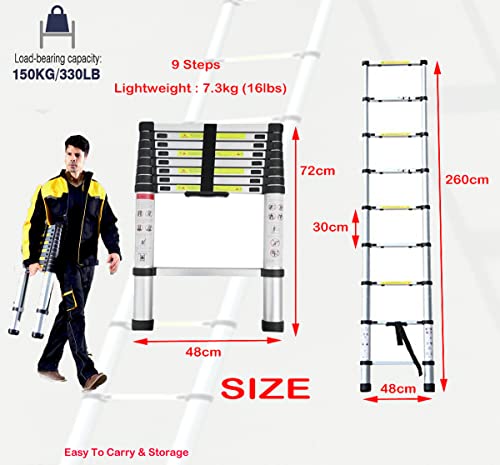 Load-bearing capacity:
150KG/330LB
9 Steps
Lightweight : 7.3kg (16lbs)
72cm
260cm
30cm
48cm
48cm
SIZE
Easy To Carry & Storage